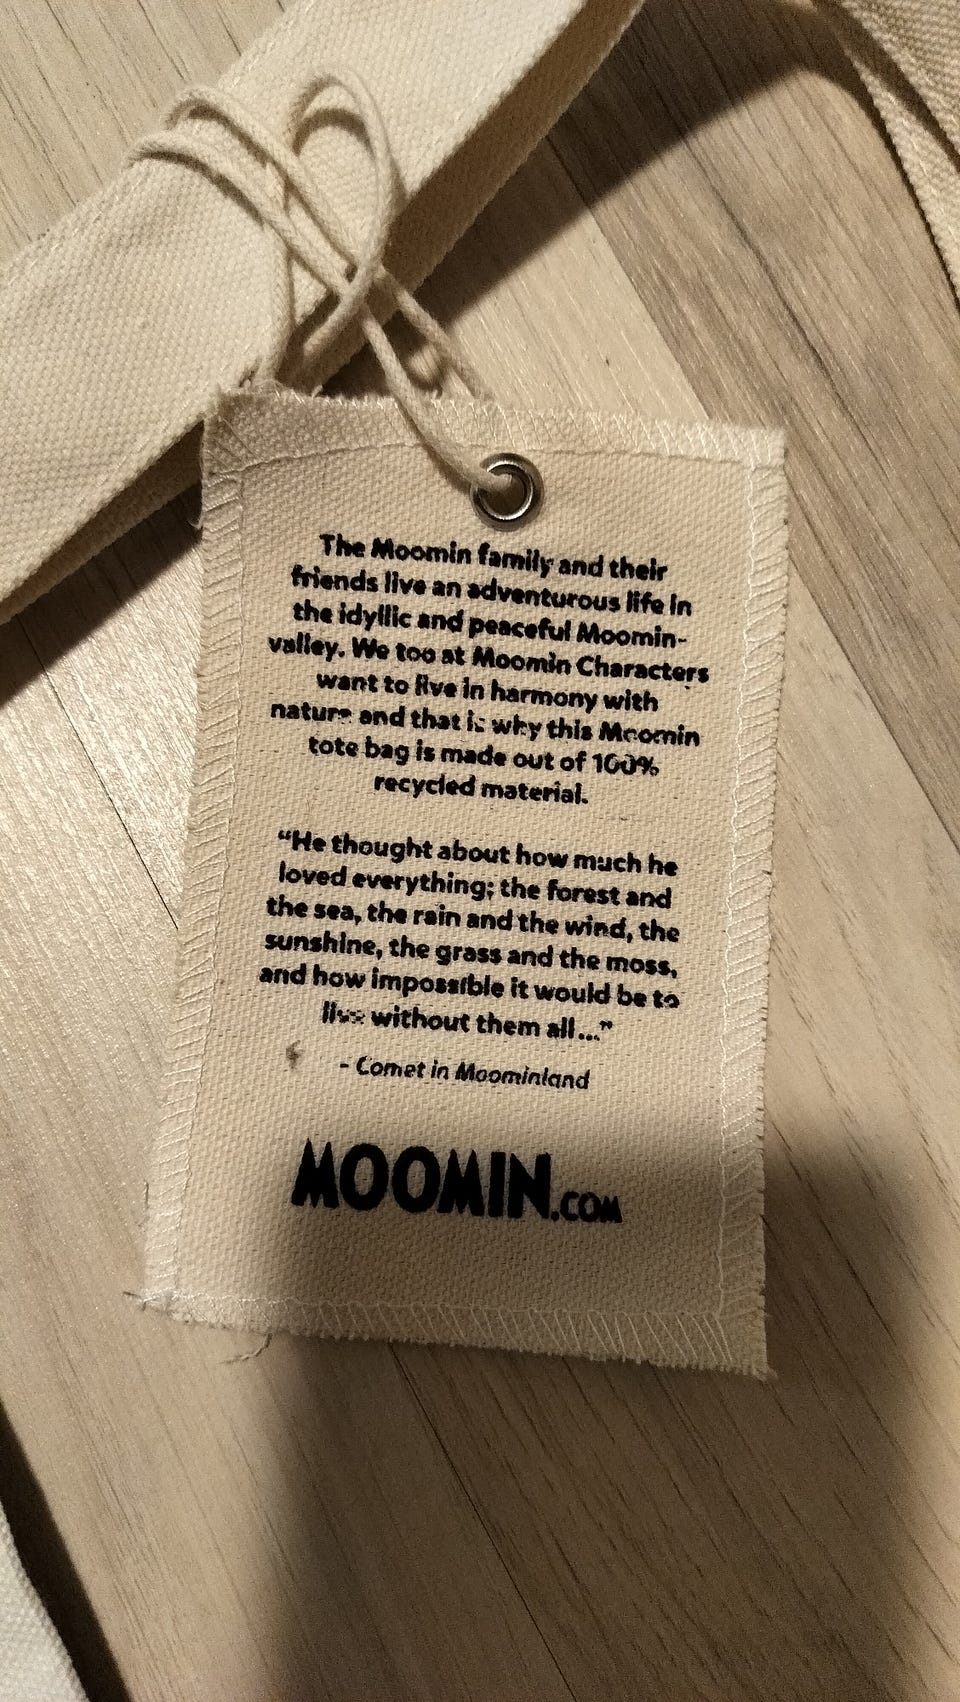 The Moomin family and their
friends live an adventurous life in
the idyllic and peaceful Moomin-
valley. We too at Moomin Characters
want to live in harmony with
nature and that is why this Moomin
tote bag is made out of 100%
recycled material.
“He thought about how much he
loved everything; the forest and
the sea, the rain and the wind, the
sunshine, the grass and the moss,
and how impossible it would be to
live without them all...”
- Comet in Moominland
MOOMIN.COM